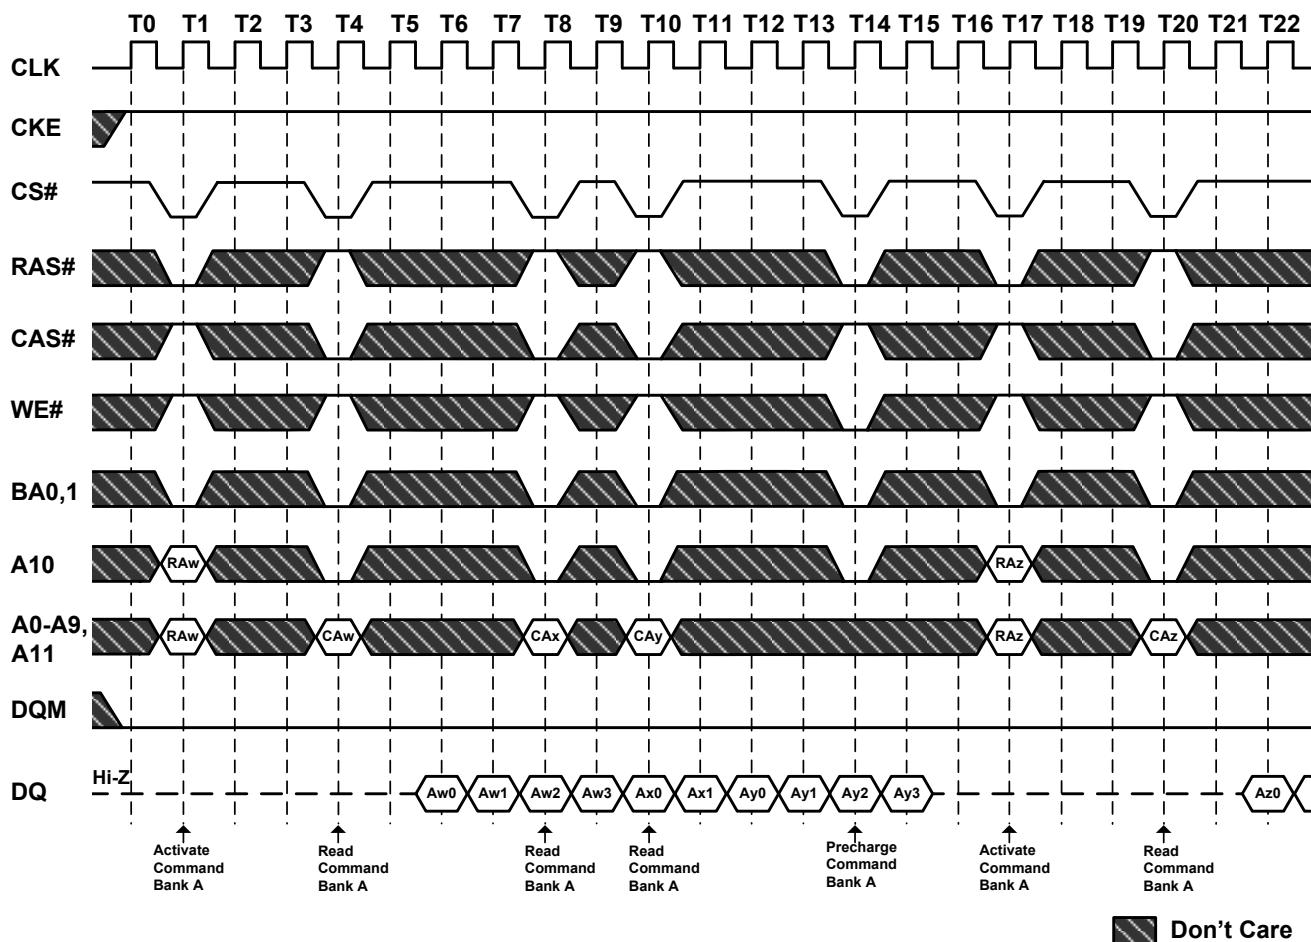 T0 T1 T2 T3 T4 T5 T6 T7 T8 T9 T10 T11 T12 T13 T14 T15 T16 T17 T18 T19 T20 T21 T22
CLK
CKE
CS#
RAS#
CAS#
WE#
BA0,1
A10 RAw RAz
A0-A9,
A11 RAw CAw CAx CAy RAz CAz
DQM
Hi-Z
DQ Aw0 Aw1 Aw2 Aw3 Ax0 Ax1 Ay0 Ay1 Ay2 Ay3 Az0
Activate
Command
Bank A
Read
Command
Bank A
Read
Command
Bank A
Read
Command
Bank A
Precharge
Command
Bank A
Activate
Command
Bank A
Read
Command
Bank A
Don't Care